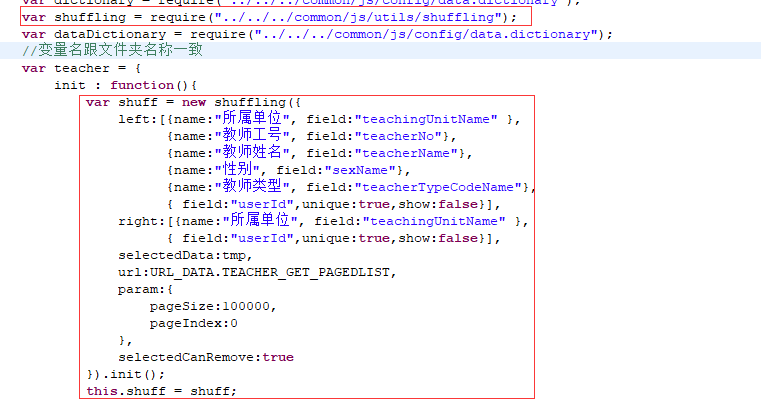 var dictionary = require("../../../common/js/config/data.dictionary");
var shuffling = require("../../../common/js/utils/shuffling");
var dataDictionary = require("../../../common/js/config/data.dictionary");
//变量名跟文件夹名称一致
var teacher = {
init : function(){
var shuff = new shuffling({
left:[{name:"所属单位", field:"teachingUnitName" },
{name:"教师工号", field:"teacherNo"},
{name:"教师姓名", field:"teacherName"},
{name:"性别", field:"sexName"},
{name:"教师类型", field:"teacherTypeCodeName"},
{ field:"userId",unique:true,show:false}],
right:[{name:"所属单位", field:"teachingUnitName" },
{ field:"userId",unique:true,show:false}],
selectedData:tmp,
url:URL_DATA.TEACHER_GET_PAGEDLIST,
param:{
pageSize:100000,
pageIndex:0
},
selectedCanRemove:true
}).init();
this.shuff = shuff;